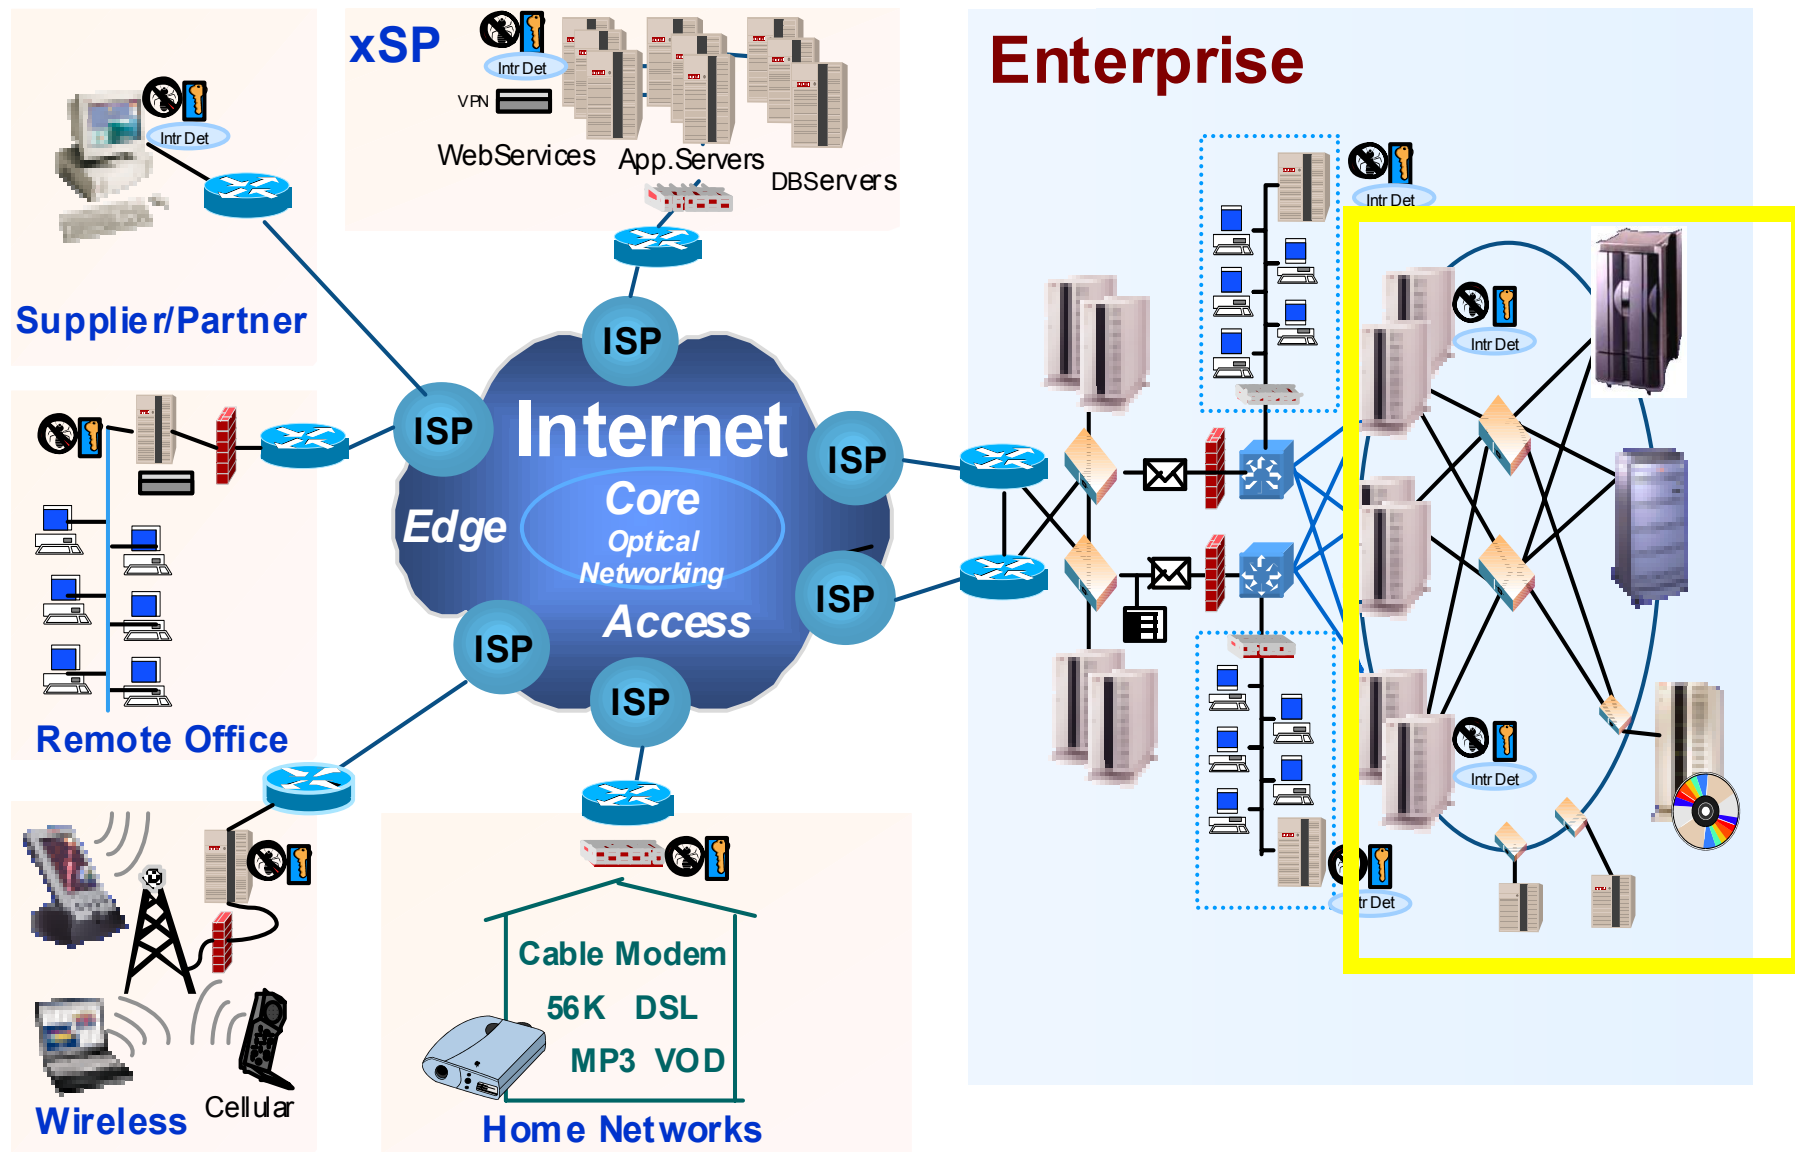 xSP
Intr Det
VPN
WebServices
App.Servers
DBServers
Enterprise
Intr Det
Supplier/Partner
Intr Det
Intr Det
ISP
ISP
Internet
ISP
Core
Edge
Optical
Networking
Access
ISP
ISP
ISP
Remote Office
Intr Det
tr Det
Cable Modem
56K DSL
MP3 VOD
Cellular
Wireless
Home Networks